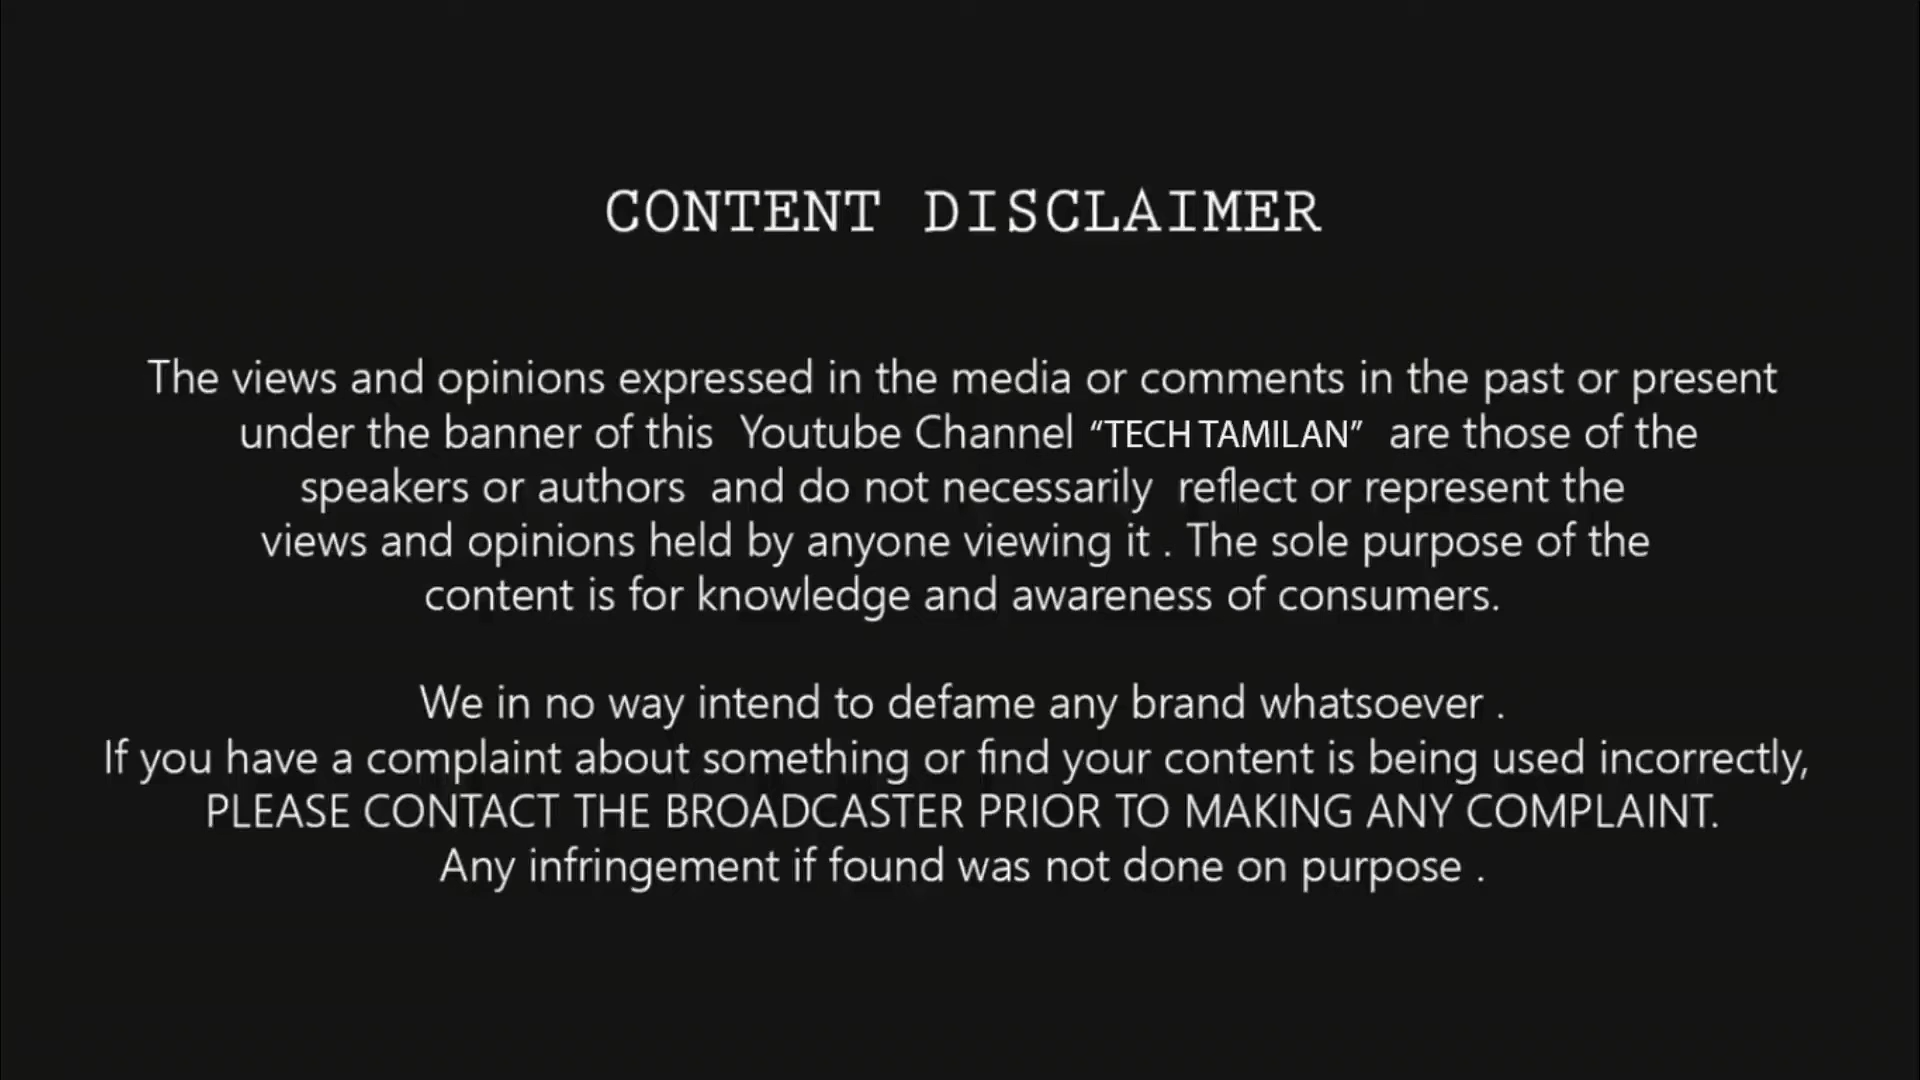 CONTENT DISCLAIMER
The views and opinions expressed in the media or comments in the past or present
under the banner of this Youtube Channel “TECH TAMILAN” are those of the
speakers or authors and do not necessarily reflect or represent the
views and opinions held by anyone viewing it . The sole purpose of the
content is for knowledge and awareness of consumers.
We in no way intend to defame any brand whatsoever .
If you have a complaint about something or find your content is being used incorrectly,
PLEASE CONTACT THE BROADCASTER PRIOR TO MAKING ANY COMPLAINT.
Any infringement if found was not done on purpose .